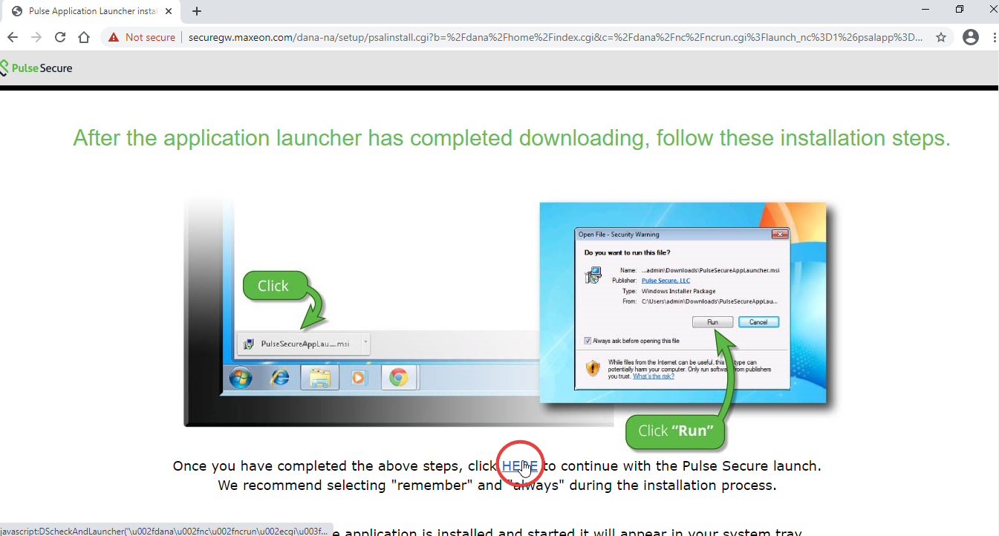 Pulse Application Launcher instal
Not secure
securegw.maxeon.com/dana-na/setup/psalinstall.cgi?b=%2Fdana%2Fhome%2Findex.cgi&c=%2Fdana%2Fnc%2Fncrun.cgi%3Flaunch_nc%3D1%26psalapp%3D...
Pulse Secure
After the application launcher has completed downloading, follow these installation steps.
Click
PulseSecureAppLau....msi
Open File - Security Warning
Do you want to run this file?
Name: ...admin\Downloads\PulseSecureAppLauncher.msi
Publisher: Pulse Secure, LLC
Type: Windows Installer Package
From: C:\Users\admin\Downloads\PulseSecureAppLau...
Run
Cancel
Always ask before opening this file
While files from the Internet can be useful, this type can
potentially harm your computer. Only run software from publishers
you trust. What's the risk?
Click "Run"
Once you have completed the above steps, click HERE to continue with the Pulse Secure launch.
We recommend selecting "remember" and "always" during the installation process.
javascript:DScheckAndLauncher('\u002fdana\u002fnc\u002fncrun\u002ecgi\u003f...
e application is installed and started it will appear in your system tray